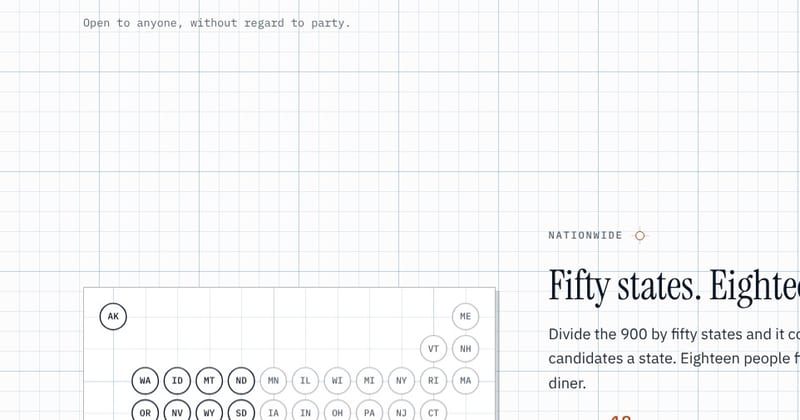 Open to anyone, without regard to party.
NATIONWIDE
Fifty states.
Divide the 900 by fifty states and it
candidates a state. Eighteen people
diner.
AK ME
VT NH
WA ID MT ND MN IL WI MI NY RI MA
OR NV WY SD IA IN OH PA NJ CT